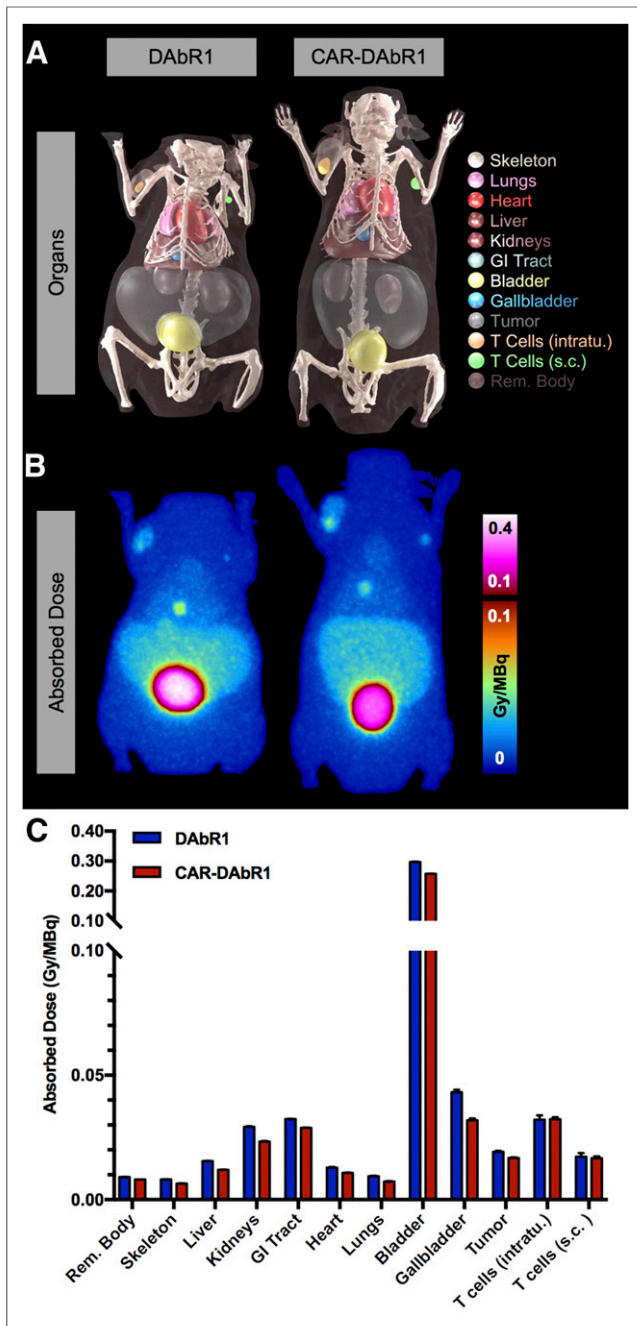 A
DAbR1
CAR-DAbR1
Organs
Skeleton
Lungs
Heart
Liver
Kidneys
GI Tract
Bladder
Gallbladder
Tumor
T Cells (intratu.)
T Cells (s.c.)
Rem. Body
B
Absorbed Dose
0.4
0.1
0.1
Gy/MBq
0
C
DAbR1
CAR-DAbR1
Absorbed Dose (Gy/MBq)
0.40
0.30
0.20
0.10
0.10
0.05
0.00
Rem. Body
Skeleton
Liver
Kidneys
GI Tract
Heart
Lungs
Bladder
Gallbladder
Tumor
T cells (intratu.)
T cells (s.c. )